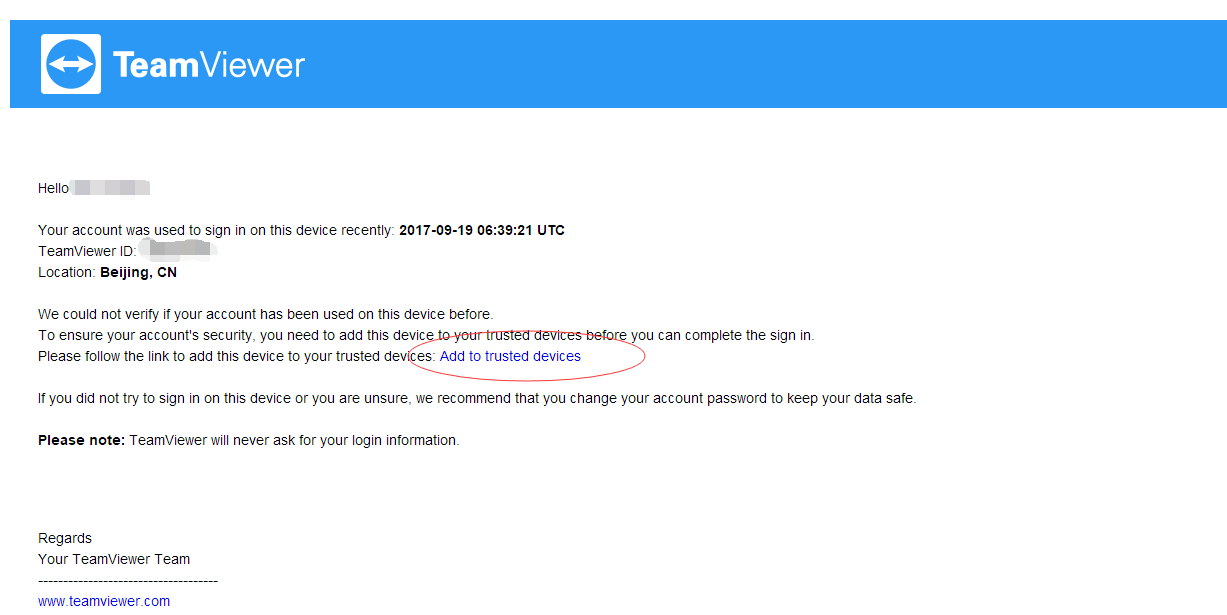 TeamViewer
Hello
Your account was used to sign in on this device recently: 2017-09-19 06:39:21 UTC
TeamViewer ID:
Location: Beijing, CN
We could not verify if your account has been used on this device before.
To ensure your account's security, you need to add this device to your trusted devices before you can complete the sign in.
Please follow the link to add this device to your trusted devices: Add to trusted devices
If you did not try to sign in on this device or you are unsure, we recommend that you change your account password to keep your data safe.
Please note: TeamViewer will never ask for your login information.
Regards
Your TeamViewer Team
------------------------------------
www.teamviewer.com